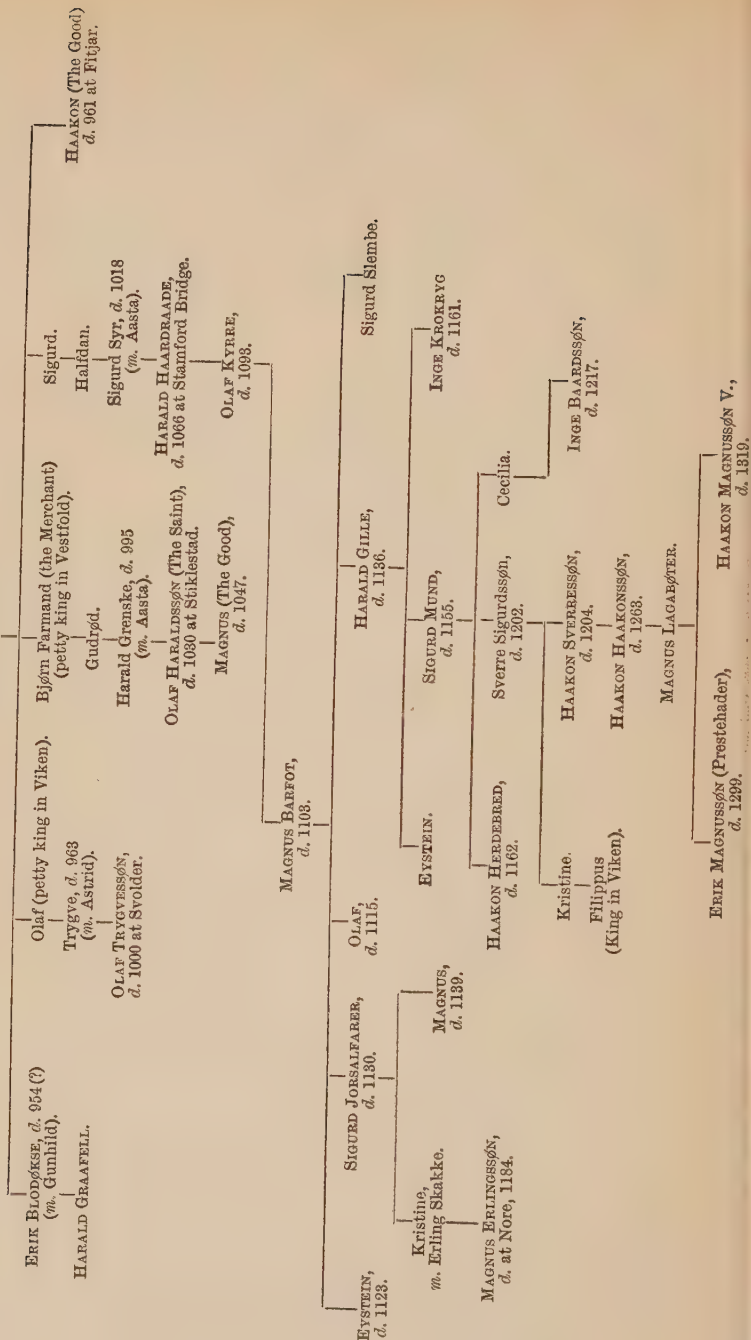 ERIK BLODØKSE, d. 954 (?)
(m. Gunhild).
HARALD GRAAFELL.
Olaf (petty king in Viken).
Trygve, d. 963
(m. Astrid).
OLAF TRYGVESSØN,
d. 1000 at Svolder.
Bjørn Farmand (the Merchant)
(petty king in Vestfold).
Gudrød.
Harald Grenske, d. 995
(m. Aasta).
OLAF HARALDSSØN (The Saint),
d. 1030 at Stiklestad.
MAGNUS (The Good),
d. 1047.
Sigurd.
Halfdan.
Sigurd Syr, d. 1018
(m. Aasta).
HARALD HAARDRAADE,
d. 1066 at Stamford Bridge.
OLAF KYRRE,
d. 1093.
HAAKON (The Good)
d. 961 at Fitjar.
MAGNUS BARFOT,
d. 1103.
EYSTEIN,
d. 1123.
SIGURD JORSALFARER,
d. 1130.
OLAF,
d. 1115.
HARALD GILLE,
d. 1136.
Sigurd Slembe.
Kristine,
m. Erling Skakke.
MAGNUS,
d. 1139.
MAGNUS ERLINGSSØN,
d. at Nore, 1184.
EYSTEIN.
SIGURD MUND,
d. 1155.
INGE KROKRYG
d. 1161.
HAAKON HERDEBRED,
d. 1162.
Sverre Sigurdssøn,
d. 1202.
Cecilia.
Kristine.
Filippus
(King in Viken).
HAAKON SVERRESSØN,
d. 1204.
INGE BAARDSSØN,
d. 1217.
HAAKON HAAKONSSØN,
d. 1263.
MAGNUS LAGABØTER.
ERIK MAGNUSSØN (Prestehader),
d. 1299.
HAAKON MAGNUSSØN V.,
d. 1319.